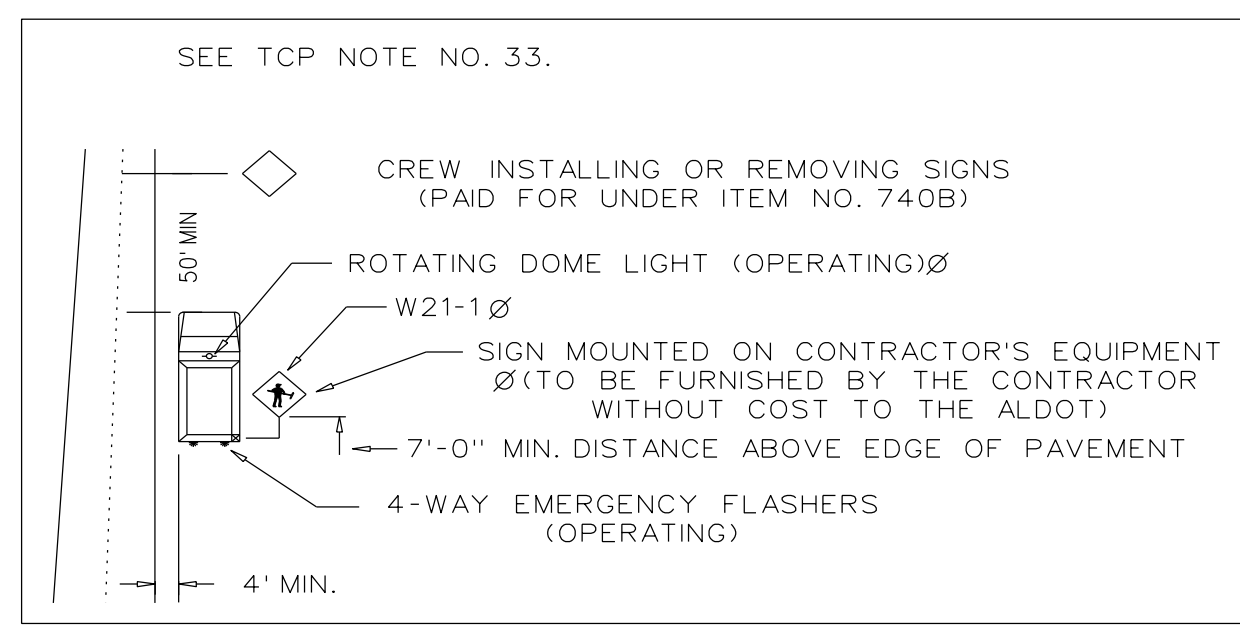 SEE TCP NOTE NO. 33.
CREW INSTALLING OR REMOVING SIGNS
(PAID FOR UNDER ITEM NO. 740B)
50' MIN
ROTATING DOME LIGHT (OPERATING)Ø
W21-1Ø
SIGN MOUNTED ON CONTRACTOR'S EQUIPMENT
Ø(TO BE FURNISHED BY THE CONTRACTOR
WITHOUT COST TO THE ALDOT)
7'-0'' MIN. DISTANCE ABOVE EDGE OF PAVEMENT
4-WAY EMERGENCY FLASHERS
(OPERATING)
4' MIN.